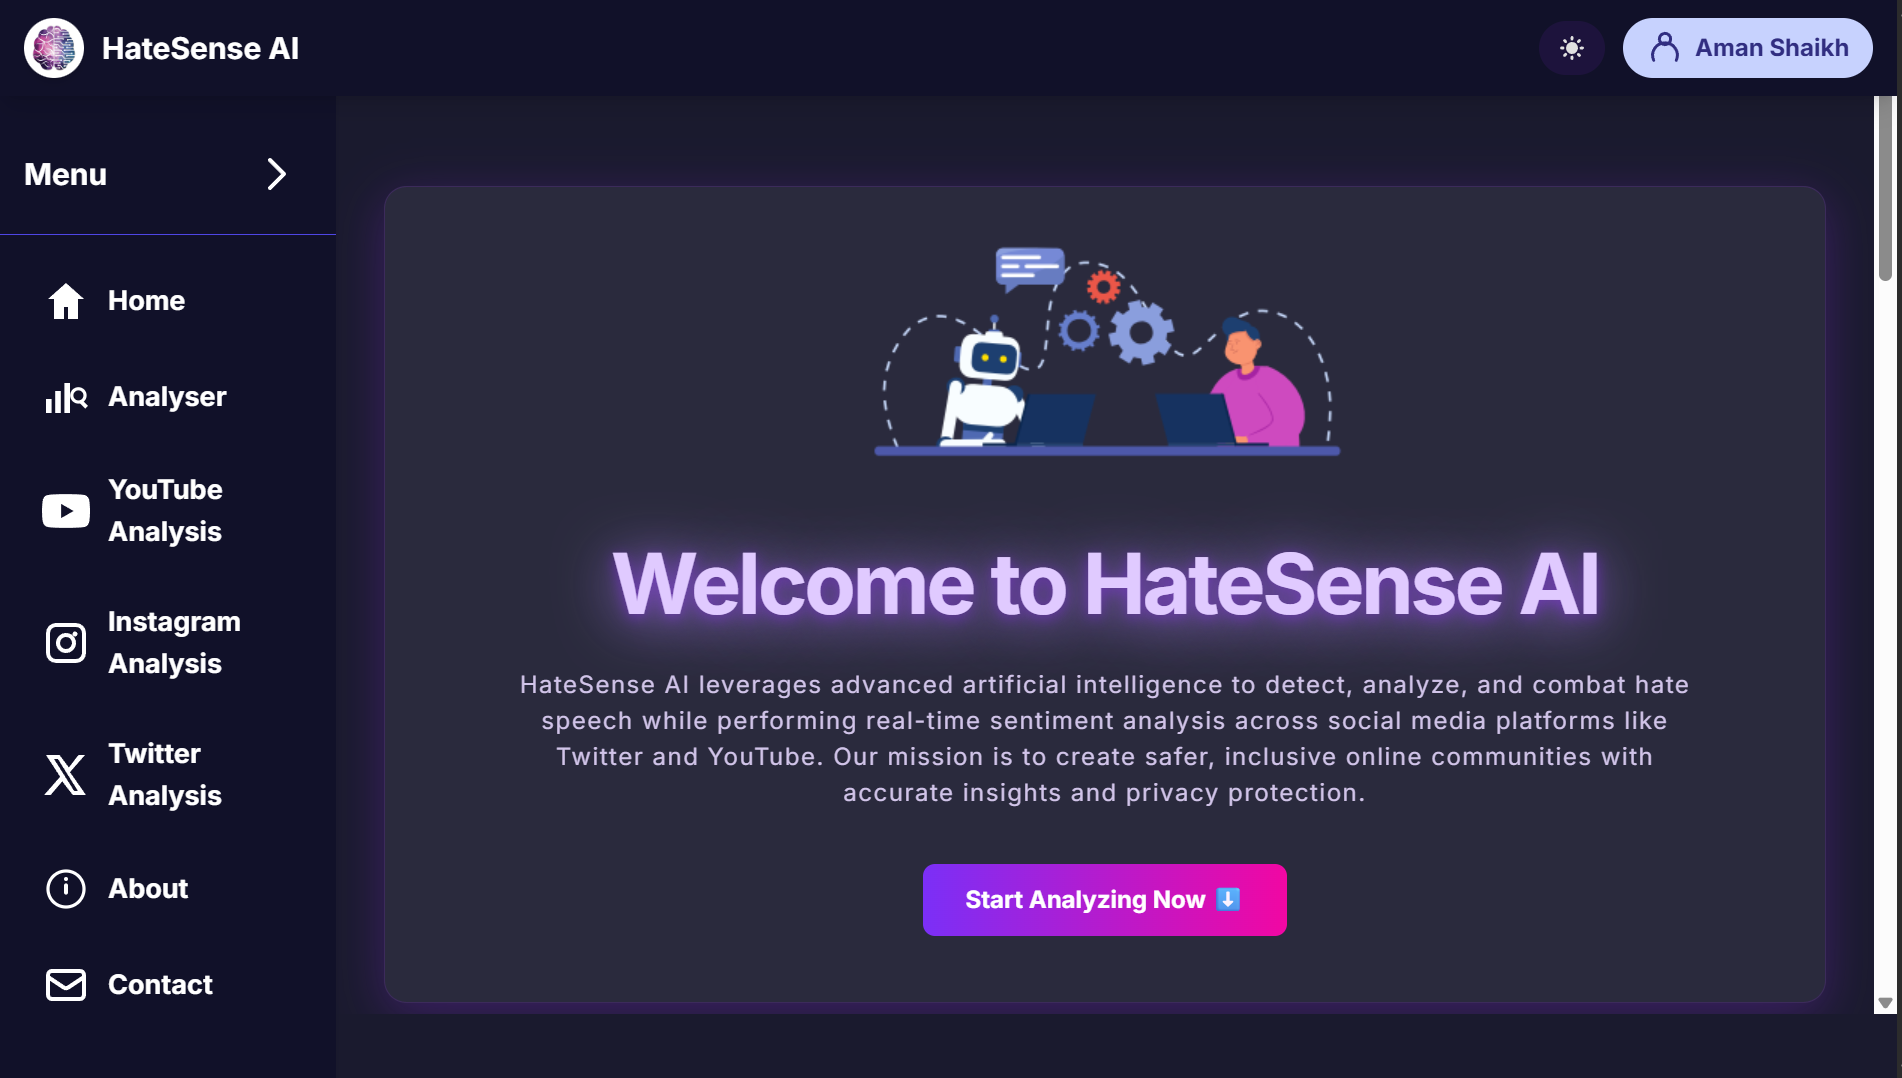 HateSense AI
Aman Shaikh
Menu
Home
Analyser
YouTube
Analysis
Instagram
Analysis
Twitter
Analysis
About
Contact
Welcome to HateSense AI
HateSense AI leverages advanced artificial intelligence to detect, analyze, and combat hate
speech while performing real-time sentiment analysis across social media platforms like
Twitter and YouTube. Our mission is to create safer, inclusive online communities with
accurate insights and privacy protection.
Start Analyzing Now ⬇️